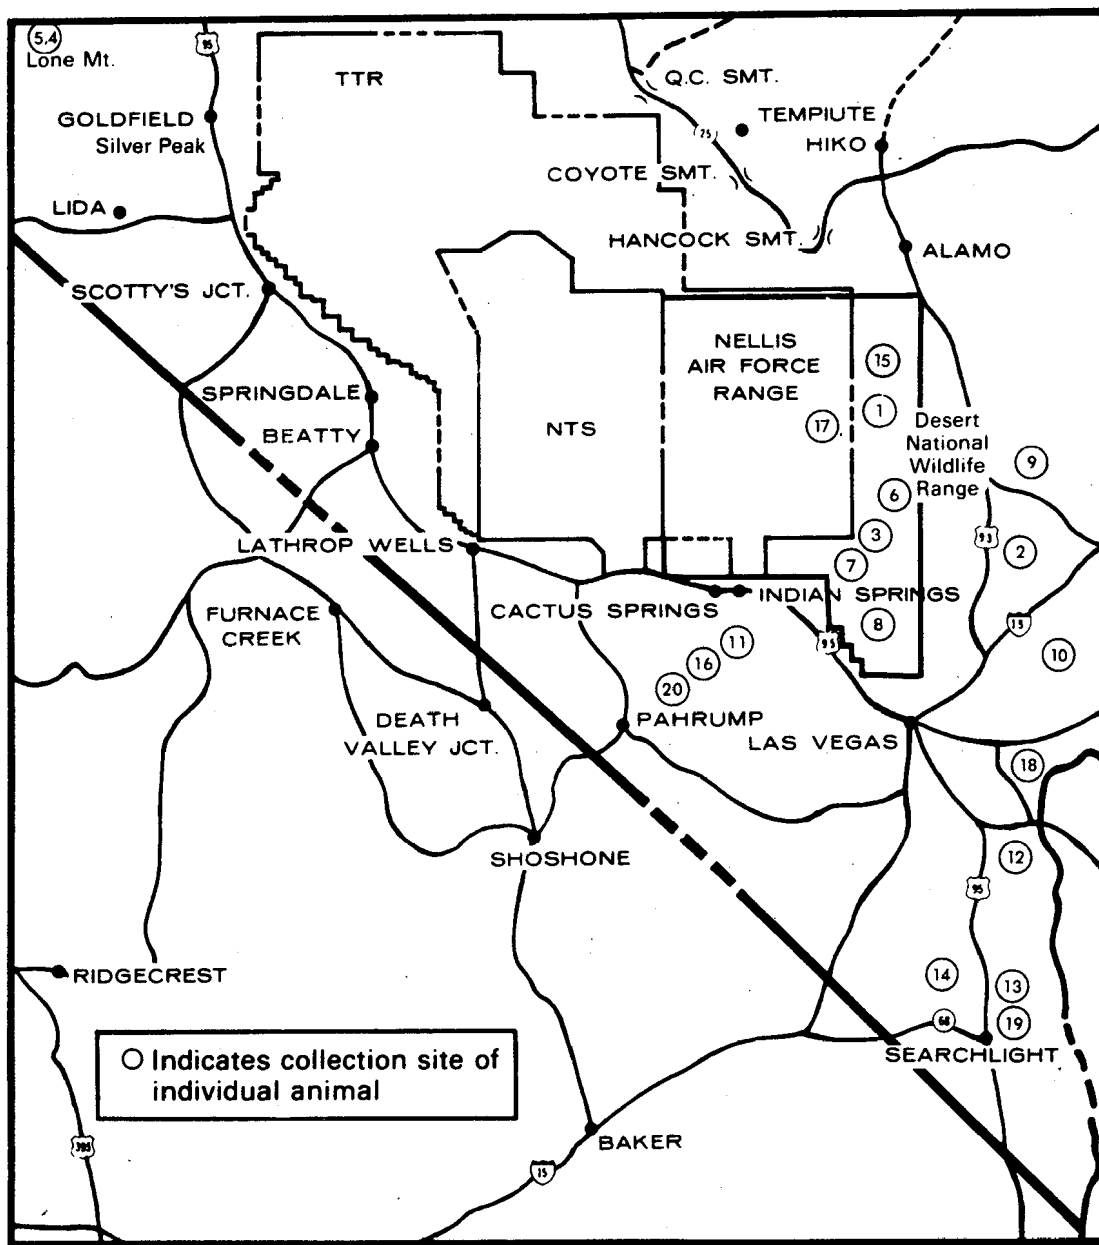 5,4
Lone Mt.
95
TTR
Q.C. SMT.
GOLDFIELD
Silver Peak
25
TEMPIUTE
HIKO
COYOTE SMT.
LIDA
HANCOCK SMT.
ALAMO
SCOTTY'S JCT.
NELLIS
AIR FORCE
RANGE
15
SPRINGDALE
1
17
BEATTY
NTS
Desert
National
Wildlife
Range
9
6
93
3
2
LATHROP WELLS
7
CACTUS SPRINGS
INDIAN SPRINGS
FURNACE
CREEK
8
15
95
11
16
10
20
DEATH
VALLEY JCT.
PAHRUMP
LAS VEGAS
18
SHOSHONE
12
95
RIDGECREST
14
13
68
19
SEARCHLIGHT
Indicates collection site of
individual animal
395
BAKER
15